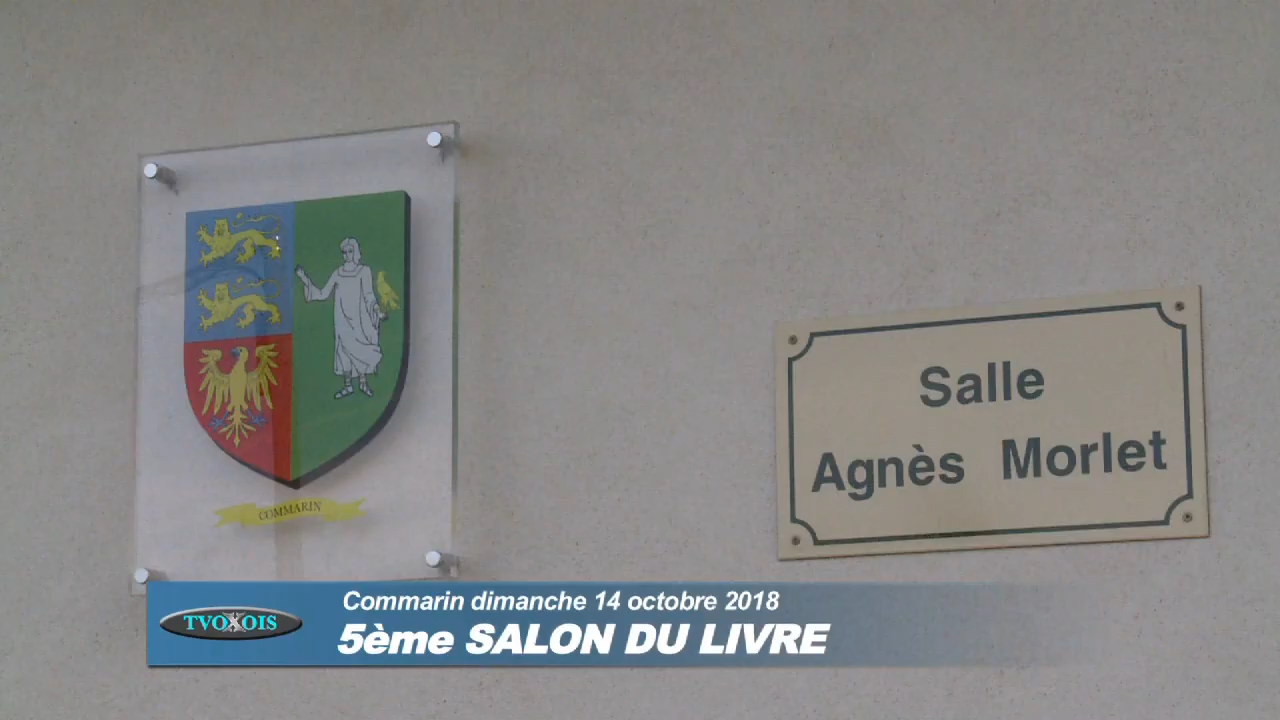 Salle
Agnès Morlet
COMMARIN
TVOXOIS
Commarin dimanche 14 octobre 2018
5ème SALON DU LIVRE